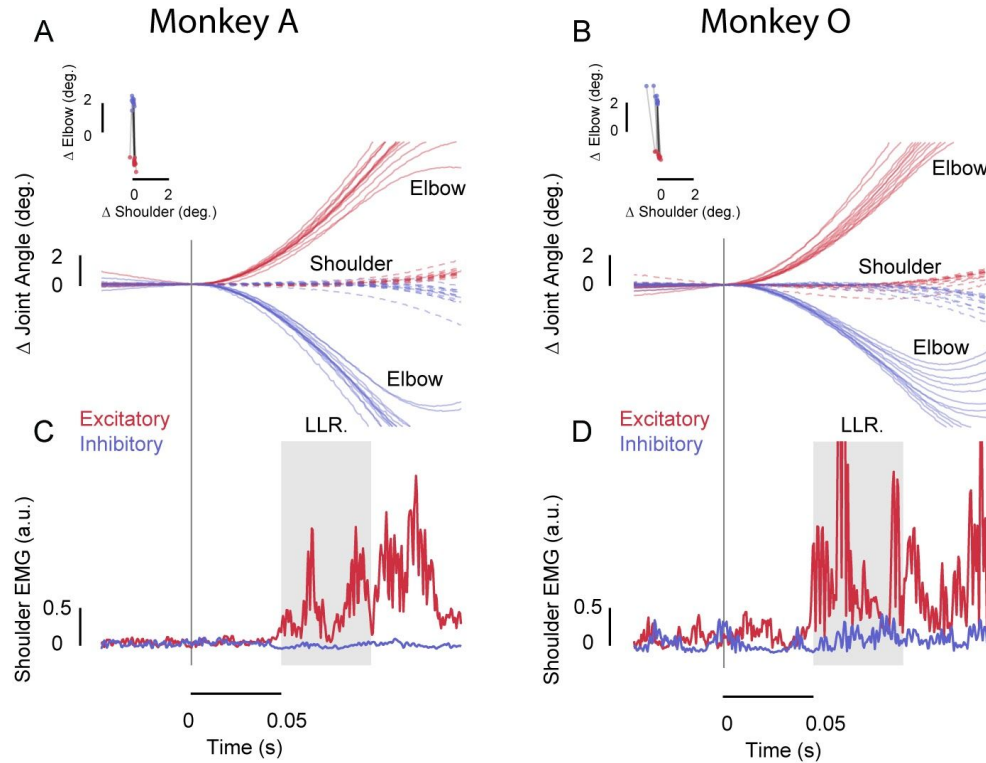 Monkey A
Monkey O
A
Δ Elbow (deg.)
2
0
0
2
Δ Shoulder (deg.)
Δ Joint Angle (deg.)
2
0
Elbow
Shoulder
Elbow
B
Δ Elbow (deg.)
2
0
0
2
Δ Shoulder (deg.)
Δ Joint Angle (deg.)
2
0
Elbow
Shoulder
Elbow
Excitatory
Inhibitory
C
LLR.
Shoulder EMG (a.u.)
0.5
0
0
0.05
Time (s)
Excitatory
Inhibitory
D
LLR.
Shoulder EMG (a.u.)
0.5
0
0
0.05
Time (s)